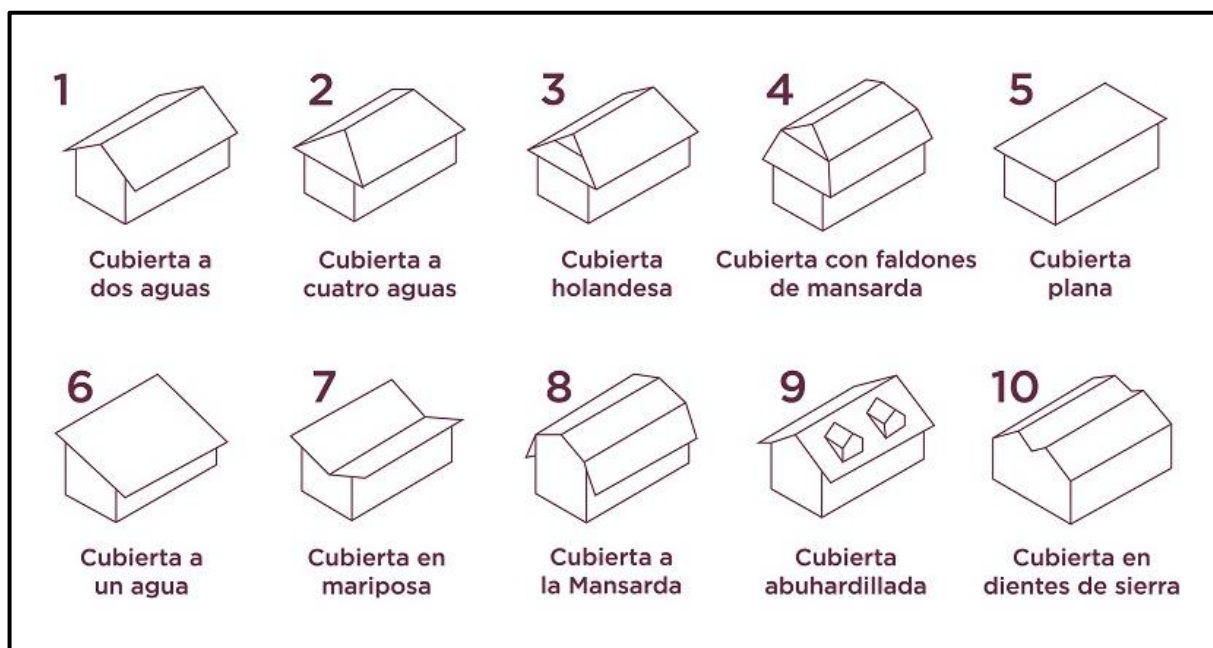 1
2
3
4
5
Cubierta a
dos aguas
Cubierta a
cuatro aguas
Cubierta
holandesa
Cubierta con faldones
de mansarda
Cubierta
plana
6
7
8
9
10
Cubierta a
un agua
Cubierta en
mariposa
Cubierta a
la Mansarda
Cubierta
abuhardillada
Cubierta en
dientes de sierra